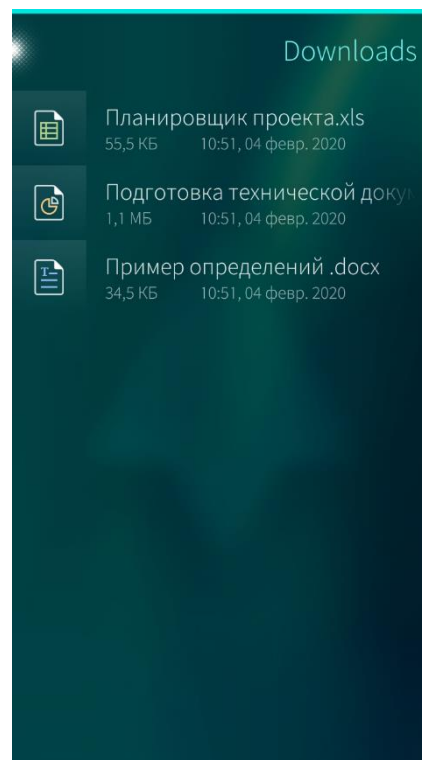 Downloads
Планировщик проекта.xls
55,5 КБ 10:51, 04 февр. 2020
Подготовка технической
1,1 МБ 10:51, 04 февр. 2020
Пример определений .docx
34,5 КБ 10:51, 04 февр. 2020